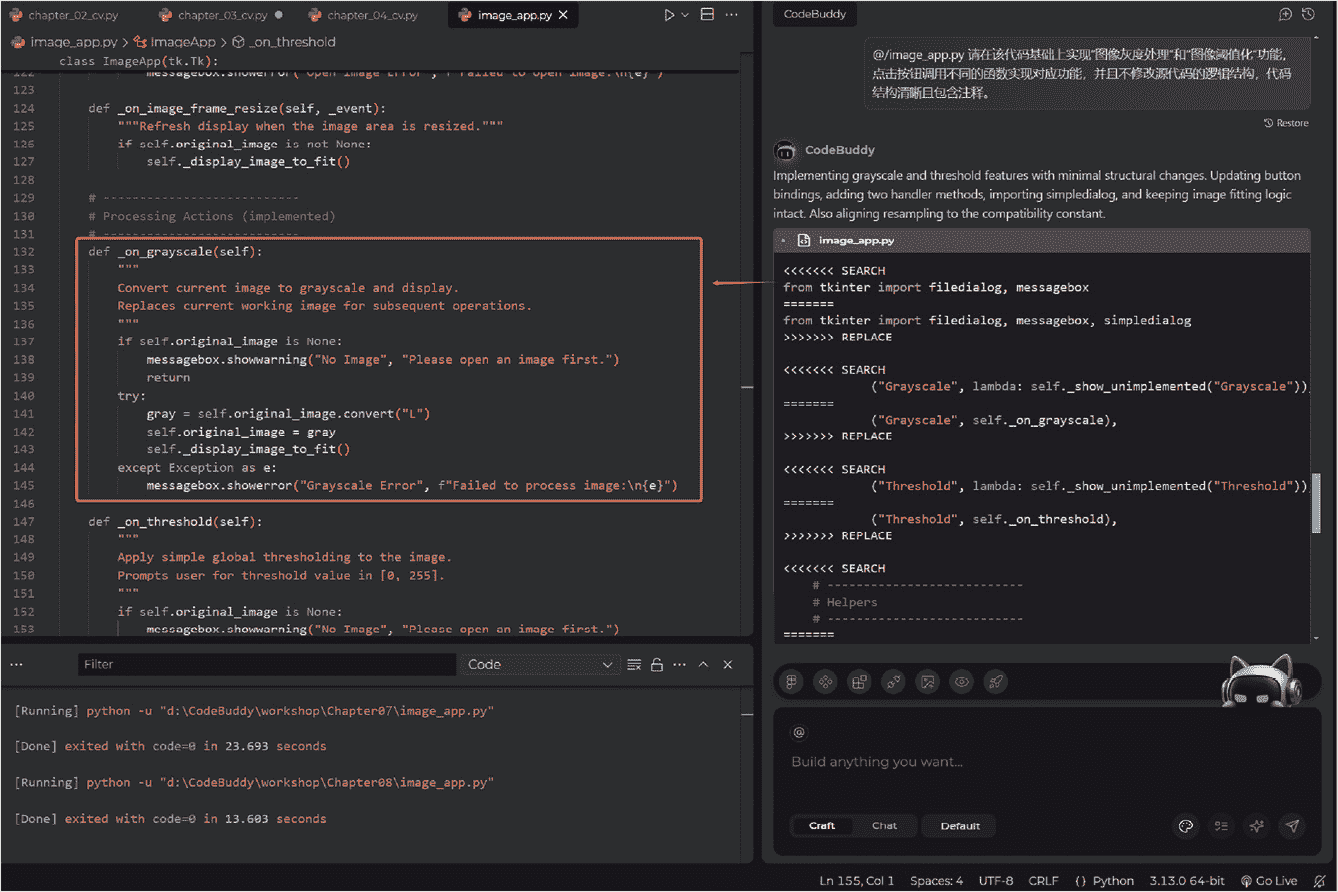 chapter_02_cv.py
chapter_03_cv.py
chapter_04_cv.py
image_app.py
image_app.py > ImageApp > _on_threshold
class ImageApp(tk.Tk):
122 messagebox.showerror("Open Image Error", f"Failed to open image:\n{e}")
123
124 def _on_image_frame_resize(self, _event):
125 """Refresh display when the image area is resized."""
126 if self.original_image is not None:
127 self._display_image_to_fit()
128
129 # ---------------------------
130 # Processing Actions (implemented)
131 # ---------------------------
132 def _on_grayscale(self):
133 """
134 Convert current image to grayscale and display.
135 Replaces current working image for subsequent operations.
136 """
137 if self.original_image is None:
138 messagebox.showwarning("No Image", "Please open an image first.")
139 return
140 try:
141 gray = self.original_image.convert("L")
142 self.original_image = gray
143 self._display_image_to_fit()
144 except Exception as e:
145 messagebox.showerror("Grayscale Error", f"Failed to process image:\n{e}")
146
147 def _on_threshold(self):
148 """
149 Apply simple global thresholding to the image.
150 Prompts user for threshold value in [0, 255].
151 """
152 if self.original_image is None:
153 messagebox.showwarning("No Image", "Please open an image first.")
Filter
Code
[Running] python -u "d:\CodeBuddy\workshop\Chapter07\image_app.py"
[Done] exited with code=0 in 23.693 seconds
[Running] python -u "d:\CodeBuddy\workshop\Chapter08\image_app.py"
[Done] exited with code=0 in 13.603 seconds
CodeBuddy
@/image_app.py 请在该代码基础上实现"图像灰度处理"和"图像阈值化"功能,
点击按钮调用不同的函数实现对应功能，并且不修改源代码的逻辑结构，代码
结构清晰且包含注释。
Restore
CodeBuddy
Implementing grayscale and threshold features with minimal structural changes. Updating button
bindings, adding two handler methods, importing simpledialog, and keeping image fitting logic
intact. Also aligning resampling to the compatibility constant.
image_app.py
<<<<<<< SEARCH
from tkinter import filedialog, messagebox
=======
from tkinter import filedialog, messagebox, simpledialog
>>>>>>> REPLACE
<<<<<<< SEARCH
("Grayscale", lambda: self._show_unimplemented("Grayscale")),
=======
("Grayscale", self._on_grayscale),
>>>>>>> REPLACE
<<<<<<< SEARCH
("Threshold", lambda: self._show_unimplemented("Threshold")),
=======
("Threshold", self._on_threshold),
>>>>>>> REPLACE
<<<<<<< SEARCH
# ---------------------------
# Helpers
# ---------------------------
=======
@
Build anything you want...
Craft
Chat
Default
Ln 155, Col 1
Spaces: 4
UTF-8
CRLF
{} Python
3.13.0 64-bit
Go Live